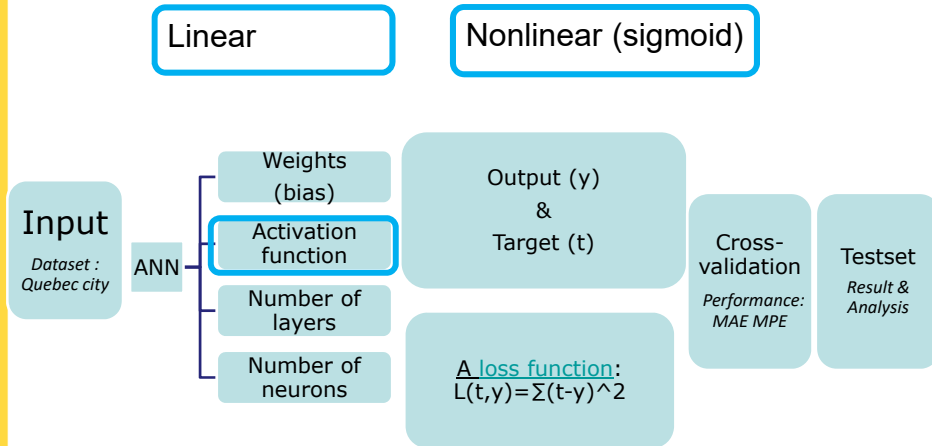 Linear
Nonlinear (sigmoid)
Input
Dataset :
Quebec city
ANN
Weights
(bias)
Activation
function
Number of
layers
Number of
neurons
Output (y)
&
Target (t)
A loss function:
L(t,y)=Σ(t-y)^2
Cross-
validation
Performance:
MAE MPE
Testset
Result &
Analysis